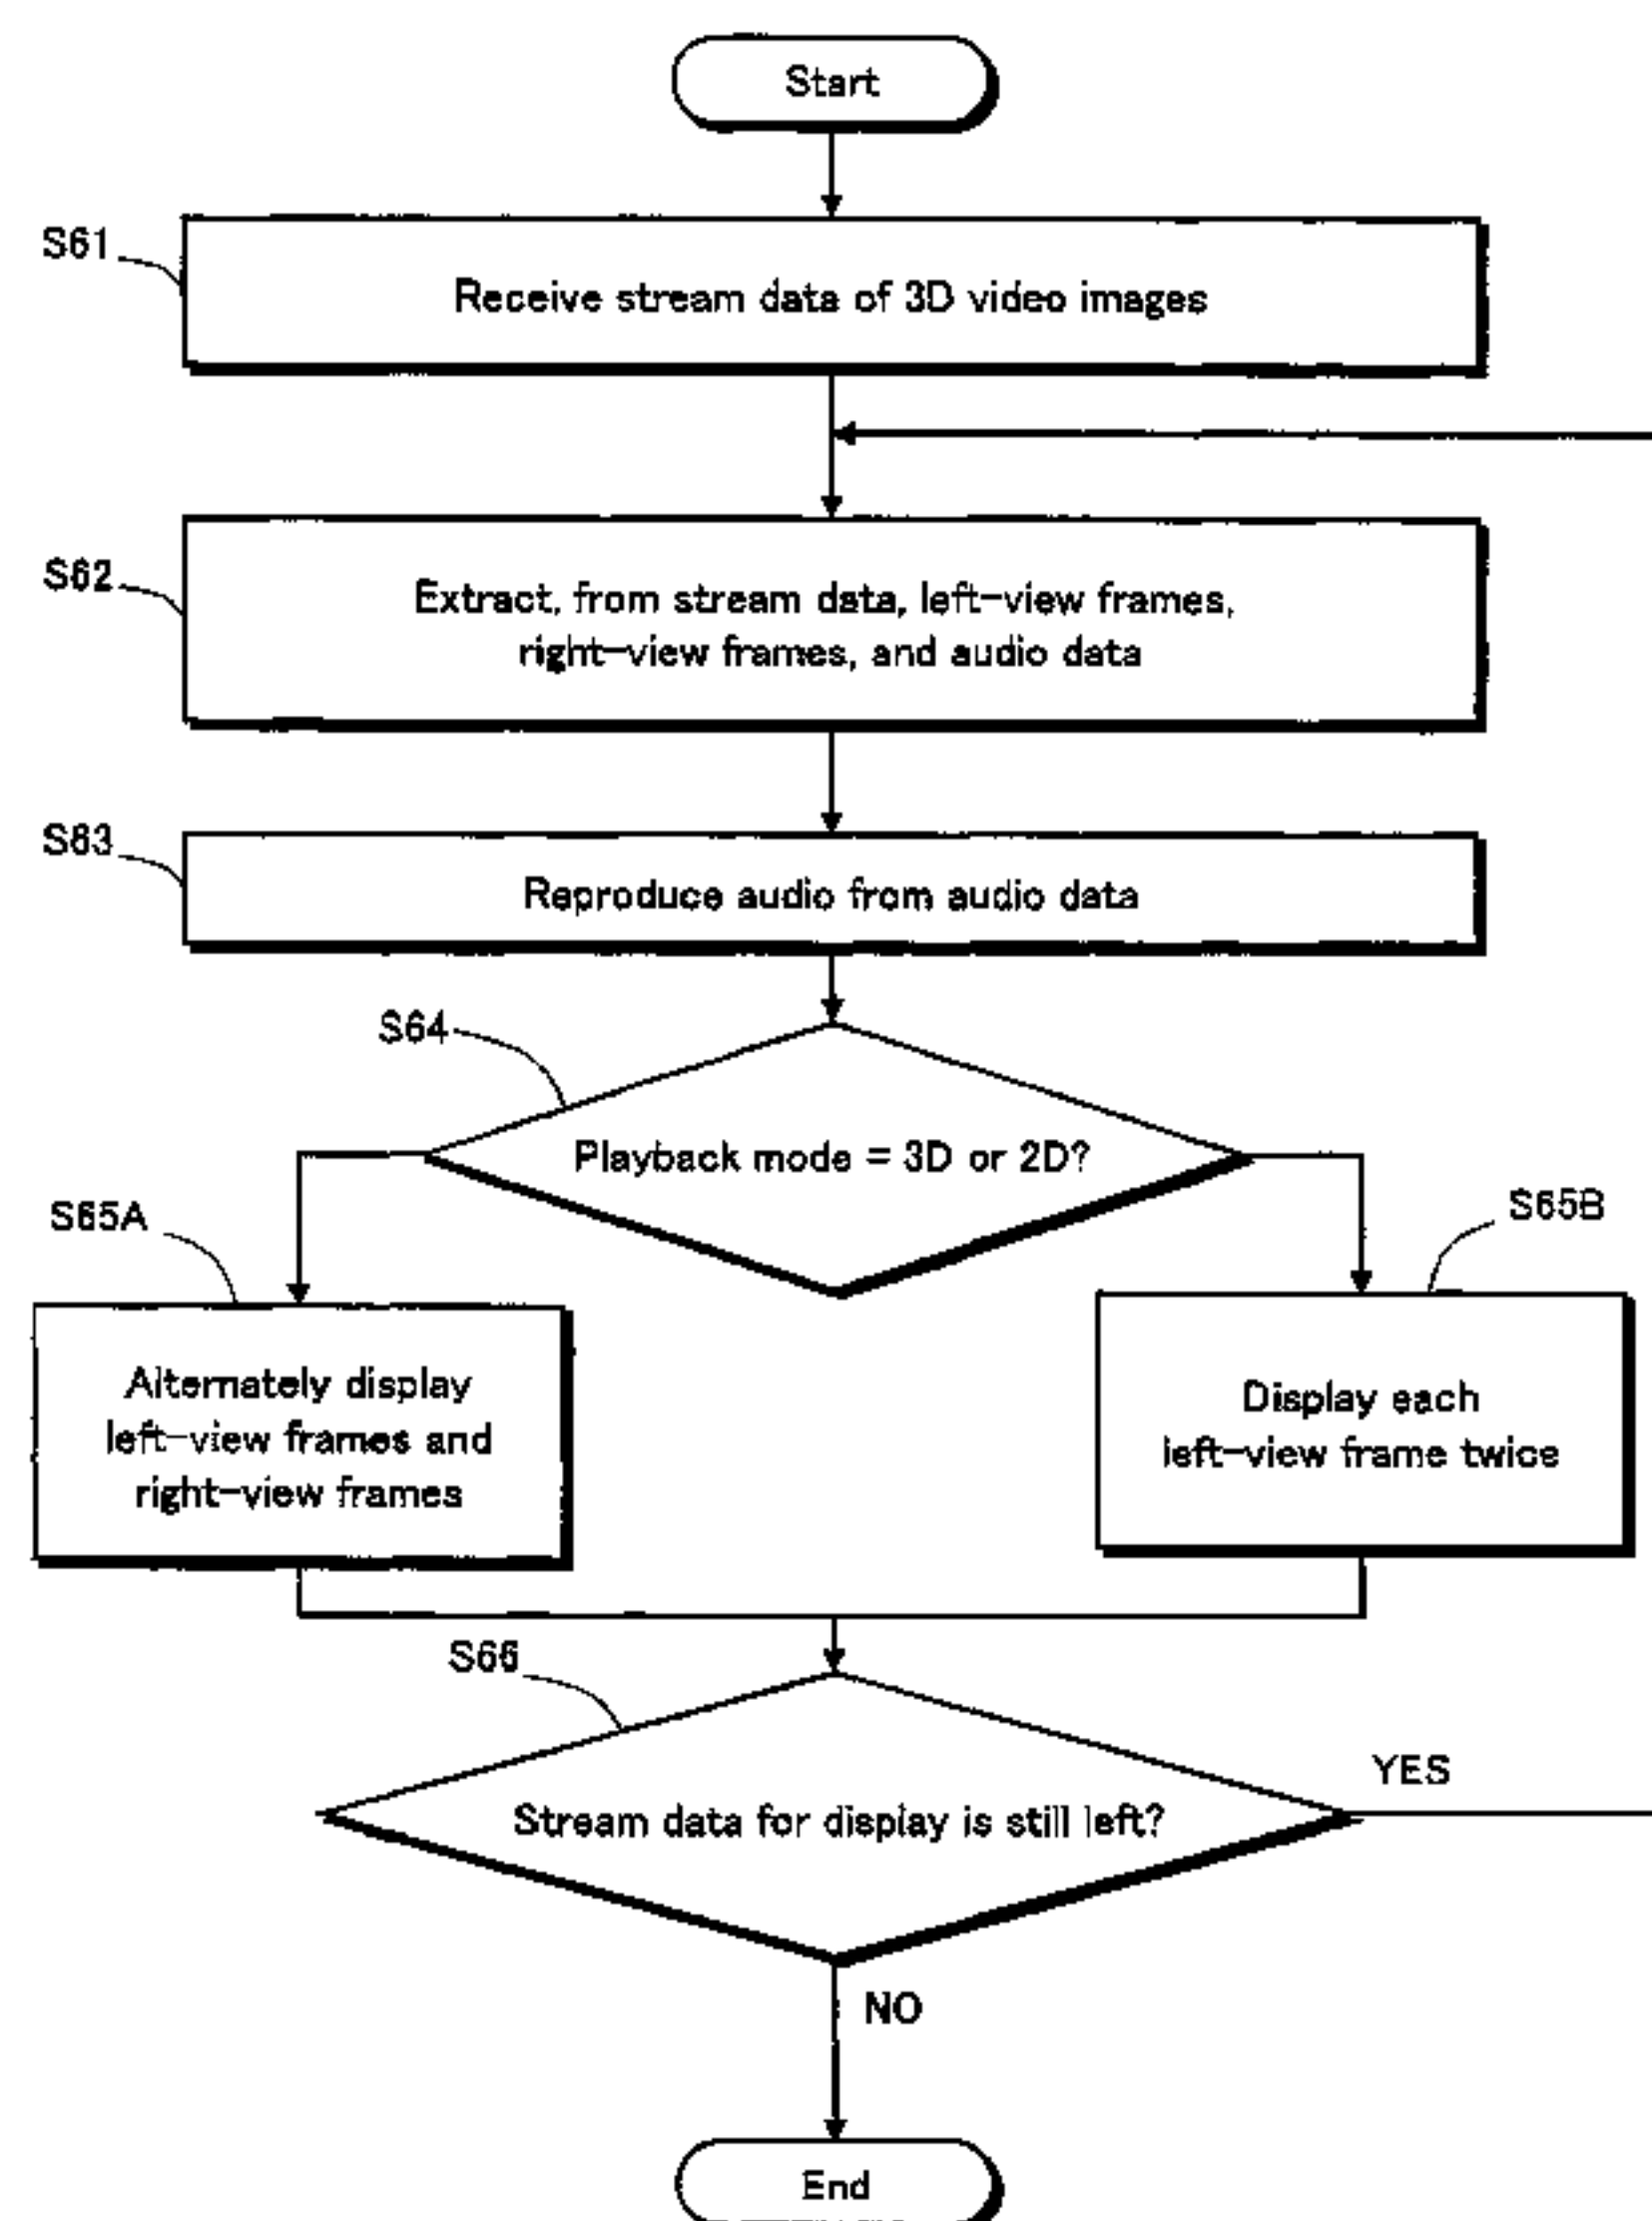 Start
S61
Receive stream data of 3D video images
S62
Extract, from stream data, left-view frames,
right-view frames, and audio data
S63
Reproduce audio from audio data
S64
Playback mode = 3D or 2D?
S65A
S65B
Alternately display
left-view frames and
right-view frames
Display each
left-view frame twice
S66
Stream data for display is still left?
YES
NO
End